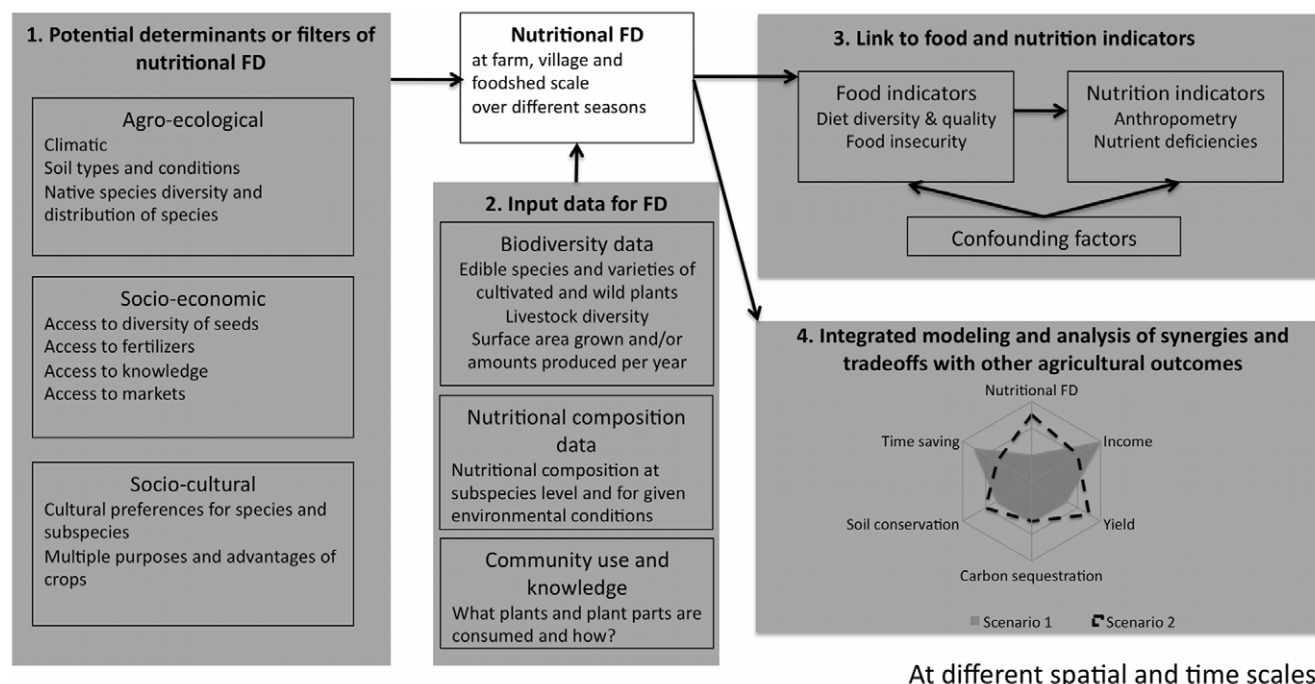 1. Potential determinants or filters of
nutritional FD
Agro-ecological
Climatic
Soil types and conditions
Native species diversity and
distribution of species
Socio-economic
Access to diversity of seeds
Access to fertilizers
Access to knowledge
Access to markets
Socio-cultural
Cultural preferences for species and
subspecies
Multiple purposes and advantages of
crops
Nutritional FD
at farm, village and
foodshed scale
over different seasons
2. Input data for FD
Biodiversity data
Edible species and varieties of
cultivated and wild plants
Livestock diversity
Surface area grown and/or
amounts produced per year
Nutritional composition
data
Nutritional composition at
subspecies level and for given
environmental conditions
Community use and
knowledge
What plants and plant parts are
consumed and how?
3. Link to food and nutrition indicators
Food indicators
Diet diversity & quality
Food insecurity
Nutrition indicators
Anthropometry
Nutrient deficiencies
Confounding factors
4. Integrated modeling and analysis of synergies and
tradeoffs with other agricultural outcomes
Nutritional FD
Time saving
Income
Soil conservation
Yield
Carbon sequestration
Scenario 1
Scenario 2
At different spatial and time scales